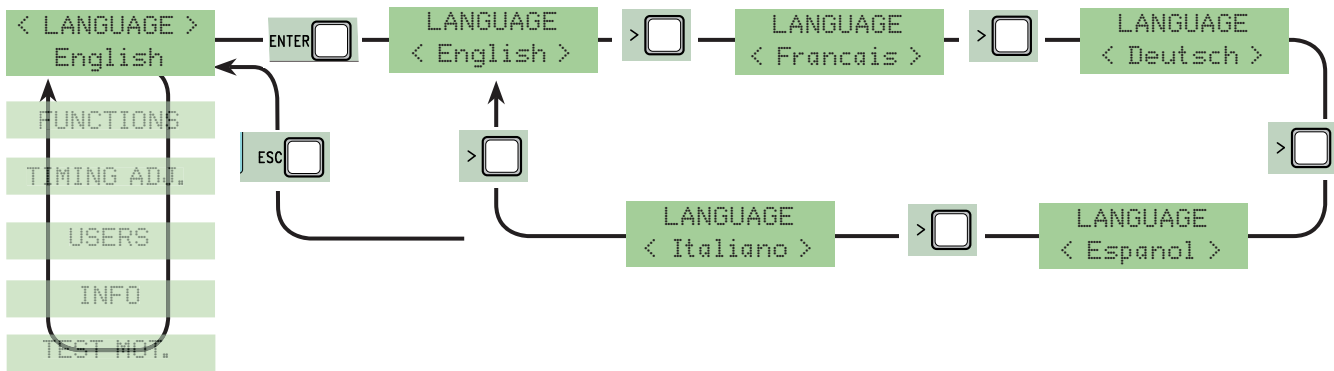 < LANGUAGE >
English
ENTER
LANGUAGE
< English >
>
LANGUAGE
< Francais >
>
LANGUAGE
< Deutsch >
>
LANGUAGE
< Espanol >
>
LANGUAGE
< Italiano >
>
ESC
FUNCTIONS
TIMING ADJ.
USERS
INFO
TEST MOT.